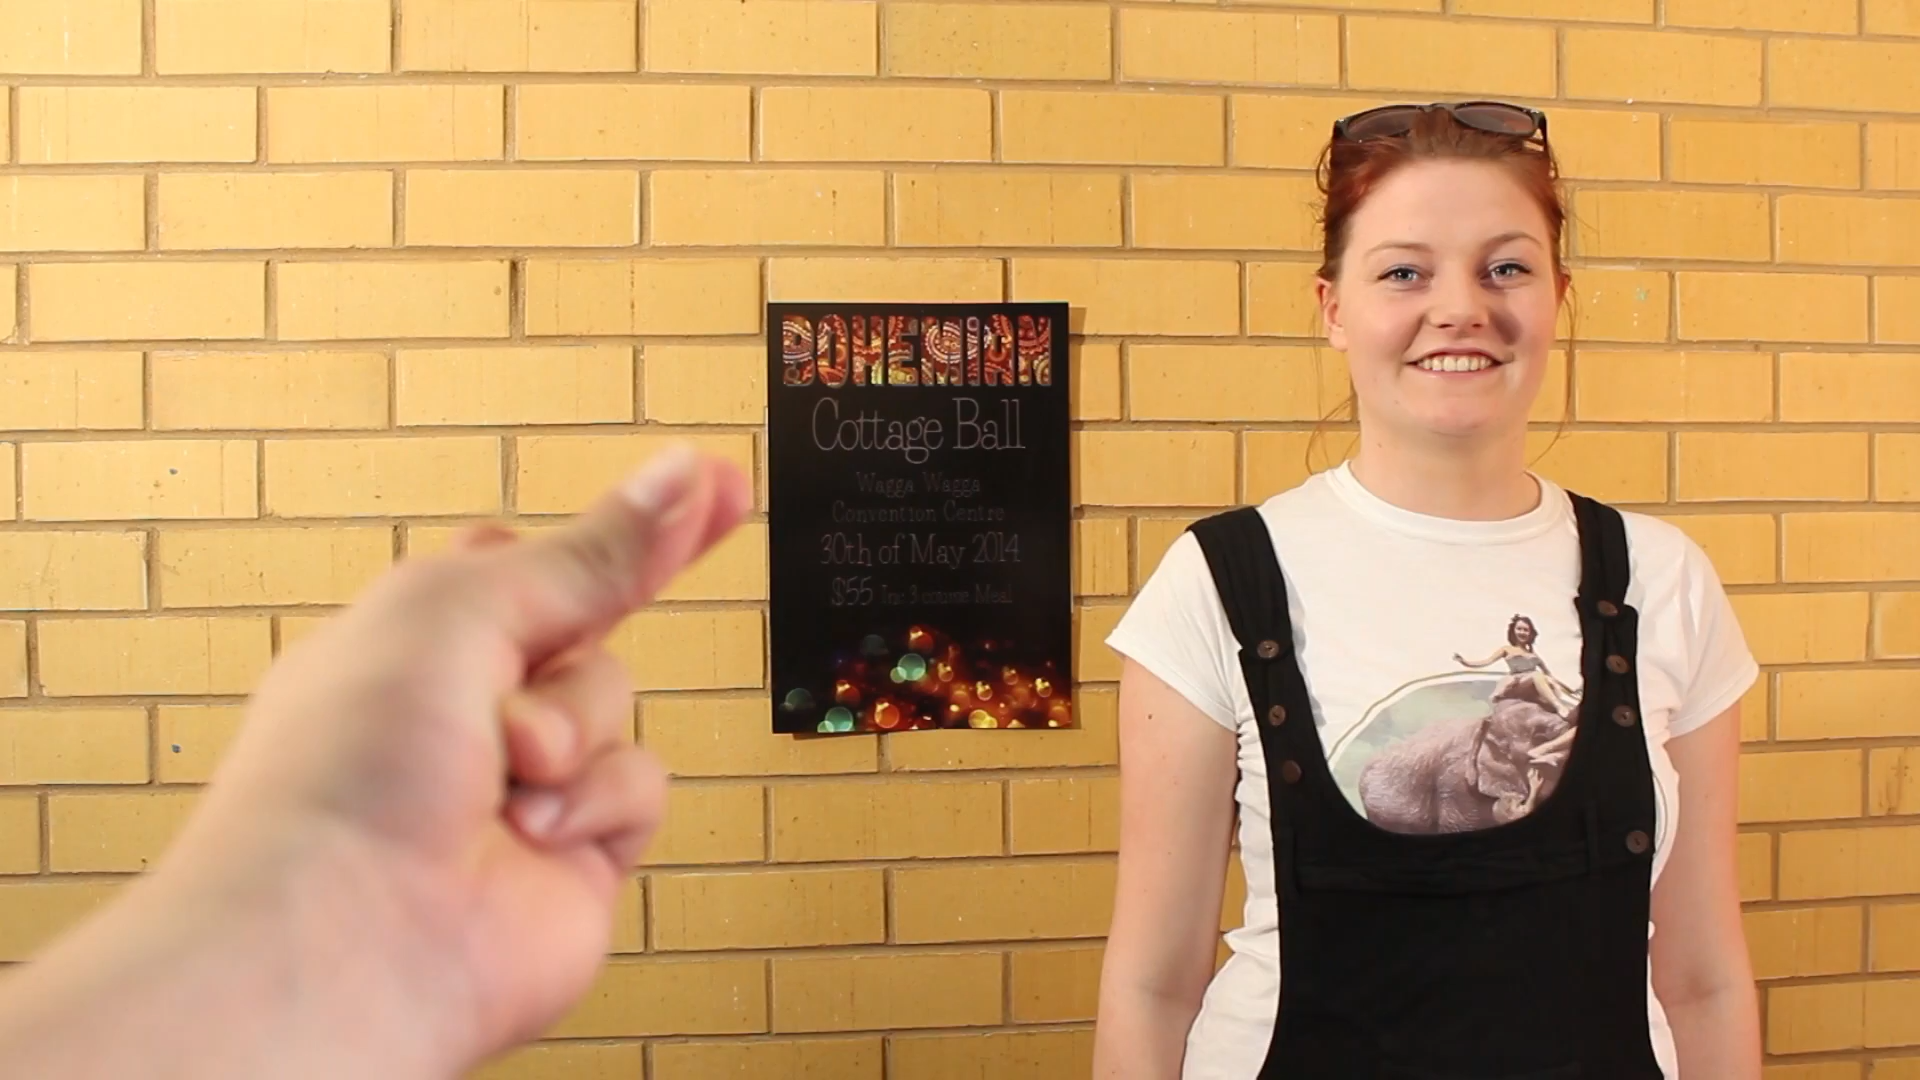 BOHEMIAN
Cottage Ball
Wagga Wagga
Convention Centre
30th of May 2014
$55 Inc 3 course Meal